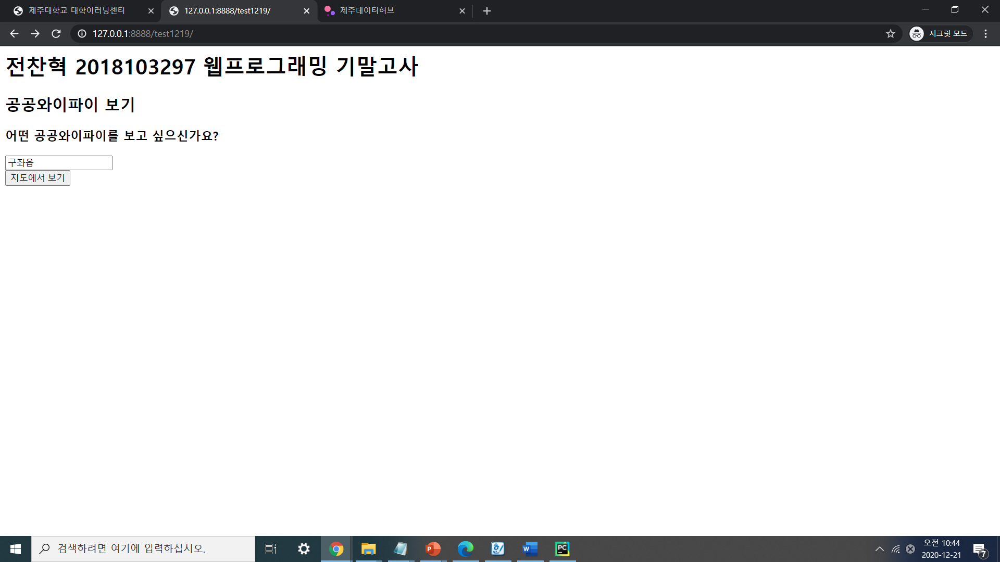 제주대학교 대학이러닝센터
127.0.0.1:8888/test1219/
제주데이터허브
127.0.0.1:8888/test1219/
시크릿 모드
전찬혁 2018103297 웹프로그래밍 기말고사
공공와이파이 보기
어떤 공공와이파이를 보고 싶으신가요?
구좌읍
지도에서 보기
검색하려면 여기에 입력하십시오.
오전 10:44
2020-12-21
7